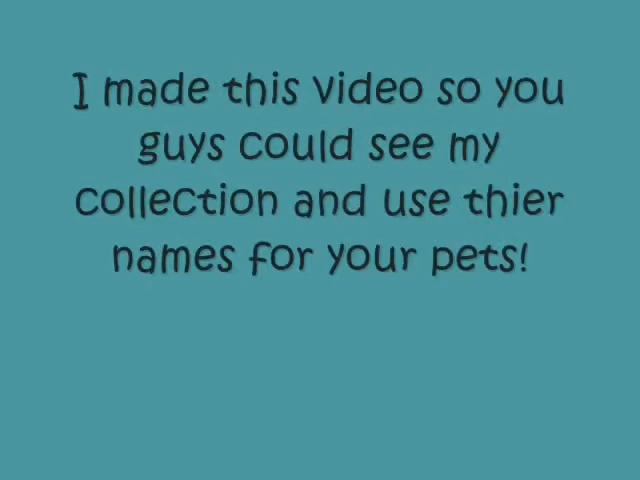 I made this video so you
guys could see my
collection and use thier
names for your pets!